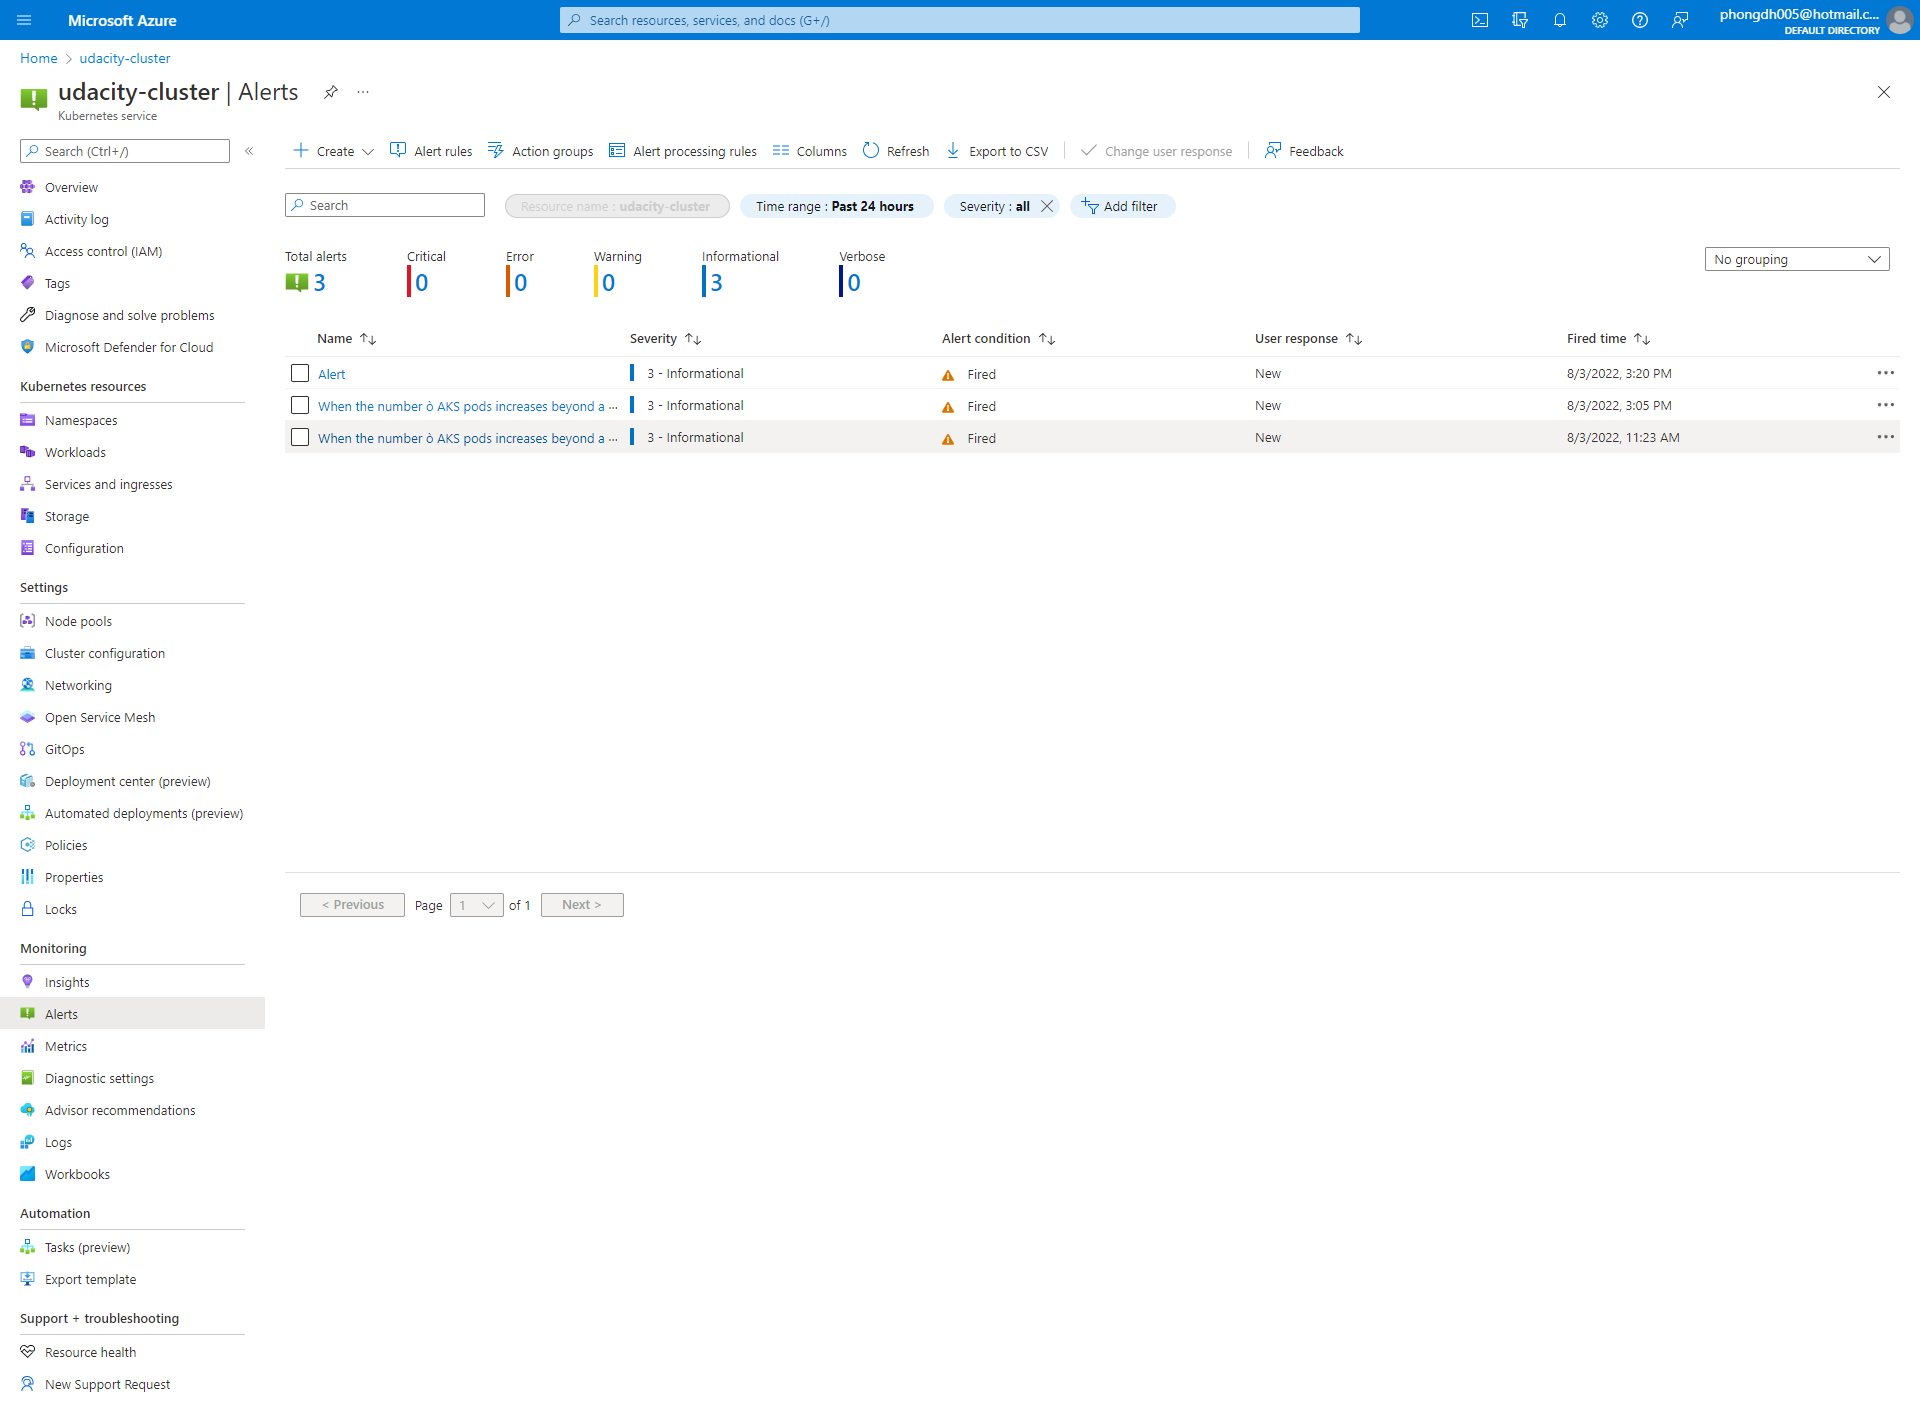 Microsoft Azure
Search resources, services, and docs (G+/)
phongdh005@hotmail.c...
DEFAULT DIRECTORY
Home > udacity-cluster
udacity-cluster | Alerts
Kubernetes service
Search (Ctrl+/)
Overview
Activity log
Access control (IAM)
Tags
Diagnose and solve problems
Microsoft Defender for Cloud
Kubernetes resources
Namespaces
Workloads
Services and ingresses
Storage
Configuration
Settings
Node pools
Cluster configuration
Networking
Open Service Mesh
GitOps
Deployment center (preview)
Automated deployments (preview)
Policies
Properties
Locks
Monitoring
Insights
Alerts
Metrics
Diagnostic settings
Advisor recommendations
Logs
Workbooks
Automation
Tasks (preview)
Export template
Support + troubleshooting
Resource health
New Support Request
Create Alert rules Action groups Alert processing rules Columns Refresh Export to CSV Change user response Feedback
Search Resource name : udacity-cluster Time range : Past 24 hours Severity : all Add filter
Total alerts Critical Error Warning Informational Verbose
3 0 0 0 3 0
No grouping
Name Severity Alert condition User response Fired time
Alert 3 - Informational Fired New 8/3/2022, 3:20 PM
When the number ò AKS pods increases beyond a ... 3 - Informational Fired New 8/3/2022, 3:05 PM
When the number ò AKS pods increases beyond a ... 3 - Informational Fired New 8/3/2022, 11:23 AM
< Previous Page 1 of 1 Next >